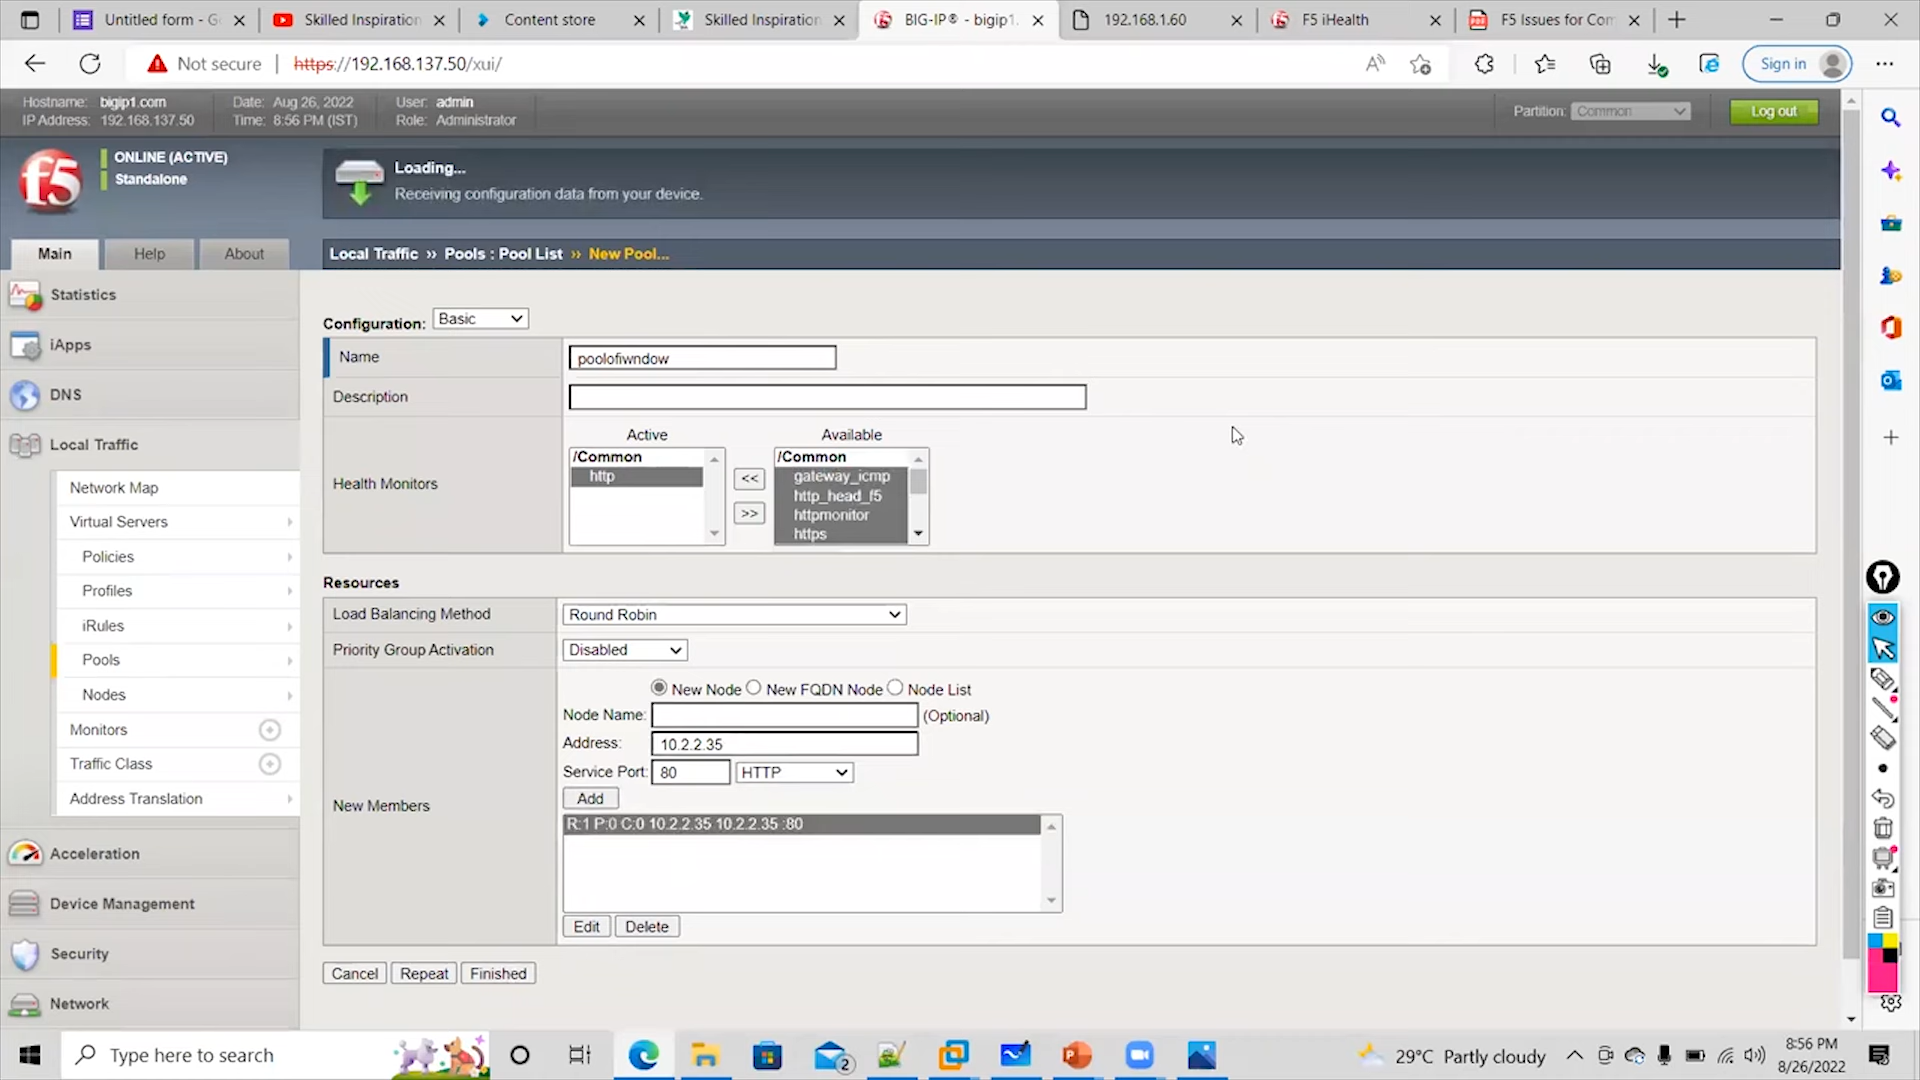 Untitled form - G
Skilled Inspiration
Content store
Skilled Inspiration
BIG-IP® - bigip1.
192.168.1.60
F5 iHealth
F5 Issues for Com
Not secure
https://192.168.137.50/xui/
Sign in
Hostname: bigip1.com
Date: Aug 26, 2022
User: admin
IP Address: 192.168.137.50
Time: 8:56 PM (IST)
Role: Administrator
Partition: Common
Log out
f5
ONLINE (ACTIVE)
Standalone
Loading...
Receiving configuration data from your device.
Main
Help
About
Local Traffic ›› Pools : Pool List ›› New Pool...
Statistics
iApps
DNS
Local Traffic
Network Map
Virtual Servers
Policies
Profiles
iRules
Pools
Nodes
Monitors
Traffic Class
Address Translation
Acceleration
Device Management
Security
Network
Configuration: Basic
Name poolofiwndow
Description
Health Monitors
Active
/Common
http
<<
>>
Available
/Common
gateway_icmp
http_head_f5
httpmonitor
https
Resources
Load Balancing Method Round Robin
Priority Group Activation Disabled
New Members
New Node New FQDN Node Node List
Node Name: (Optional)
Address: 10.2.2.35
Service Port: 80 HTTP
Add
R:1 P:0 C:0 10.2.2.35 10.2.2.35 :80
Edit Delete
Cancel Repeat Finished
Type here to search
2
29°C Partly cloudy
8:56 PM
8/26/2022